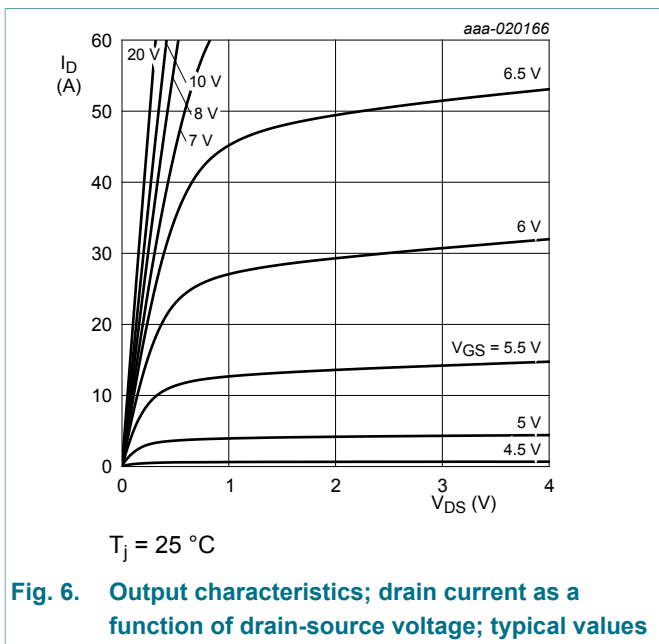 aaa-020166
60
I_D
(A)
20 V
10 V
8 V
7 V
6.5 V
50
40
6 V
30
20
V_GS = 5.5 V
10
5 V
4.5 V
0
0 1 2 3 4
V_DS (V)
T_j = 25 °C
Fig. 6. Output characteristics; drain current as a
function of drain-source voltage; typical values